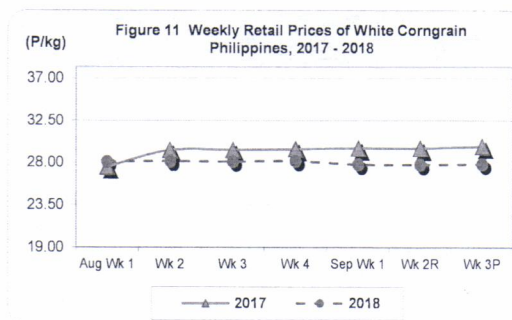 Figure 11 Weekly Retail Prices of White Corngrain
Philippines, 2017 - 2018
(P/kg)
37.00
32.50
28.00
23.50
19.00
Aug Wk 1 Wk 2 Wk 3 Wk 4 Sep Wk 1 Wk 2R Wk 3P
2017 2018